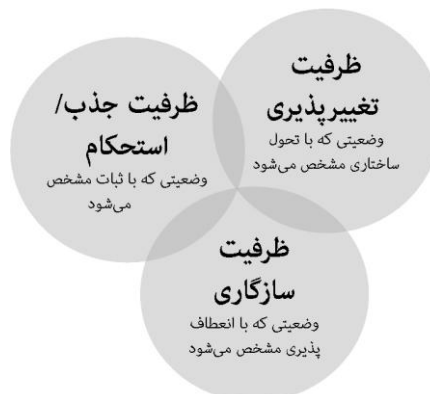 ظرفیت
تغییرپذیری
وضعیتی که با تحول
ساختاری مشخص می‌شود
ظرفیت جذب/
استحکام
وضعیتی که با ثبات مشخص
می‌شود
ظرفیت
سازگاری
وضعیتی که با انعطاف
پذیری مشخص می‌شود